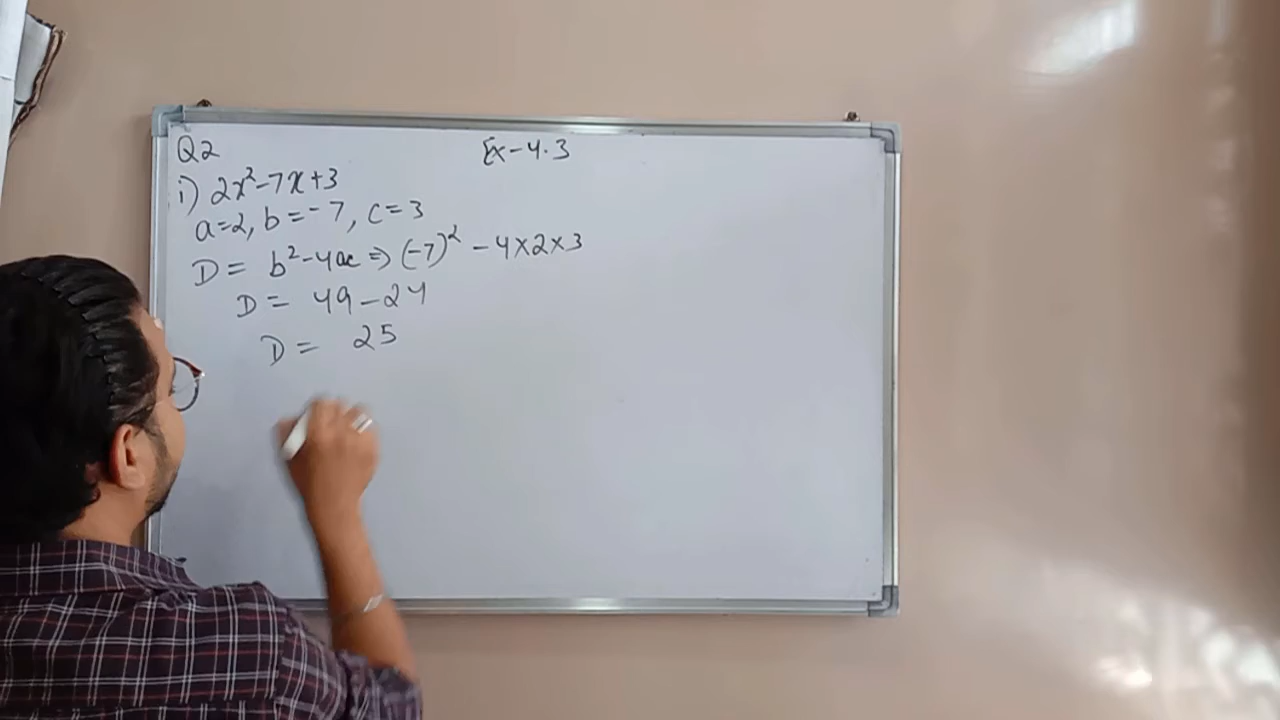 Q2
Ex-4.3
i) 2x²-7x+3
a=2, b=-7, c=3
D= b²-4ac => (-7)² - 4×2×3
D= 49-24
D= 25